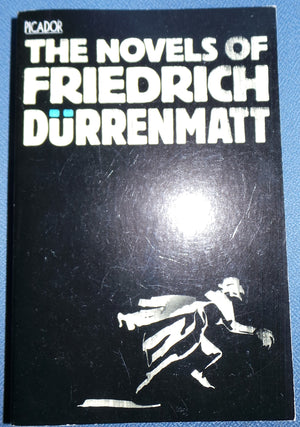 PICADOR
THE NOVELS OF
FRIEDRICH
DÜRRENMATT